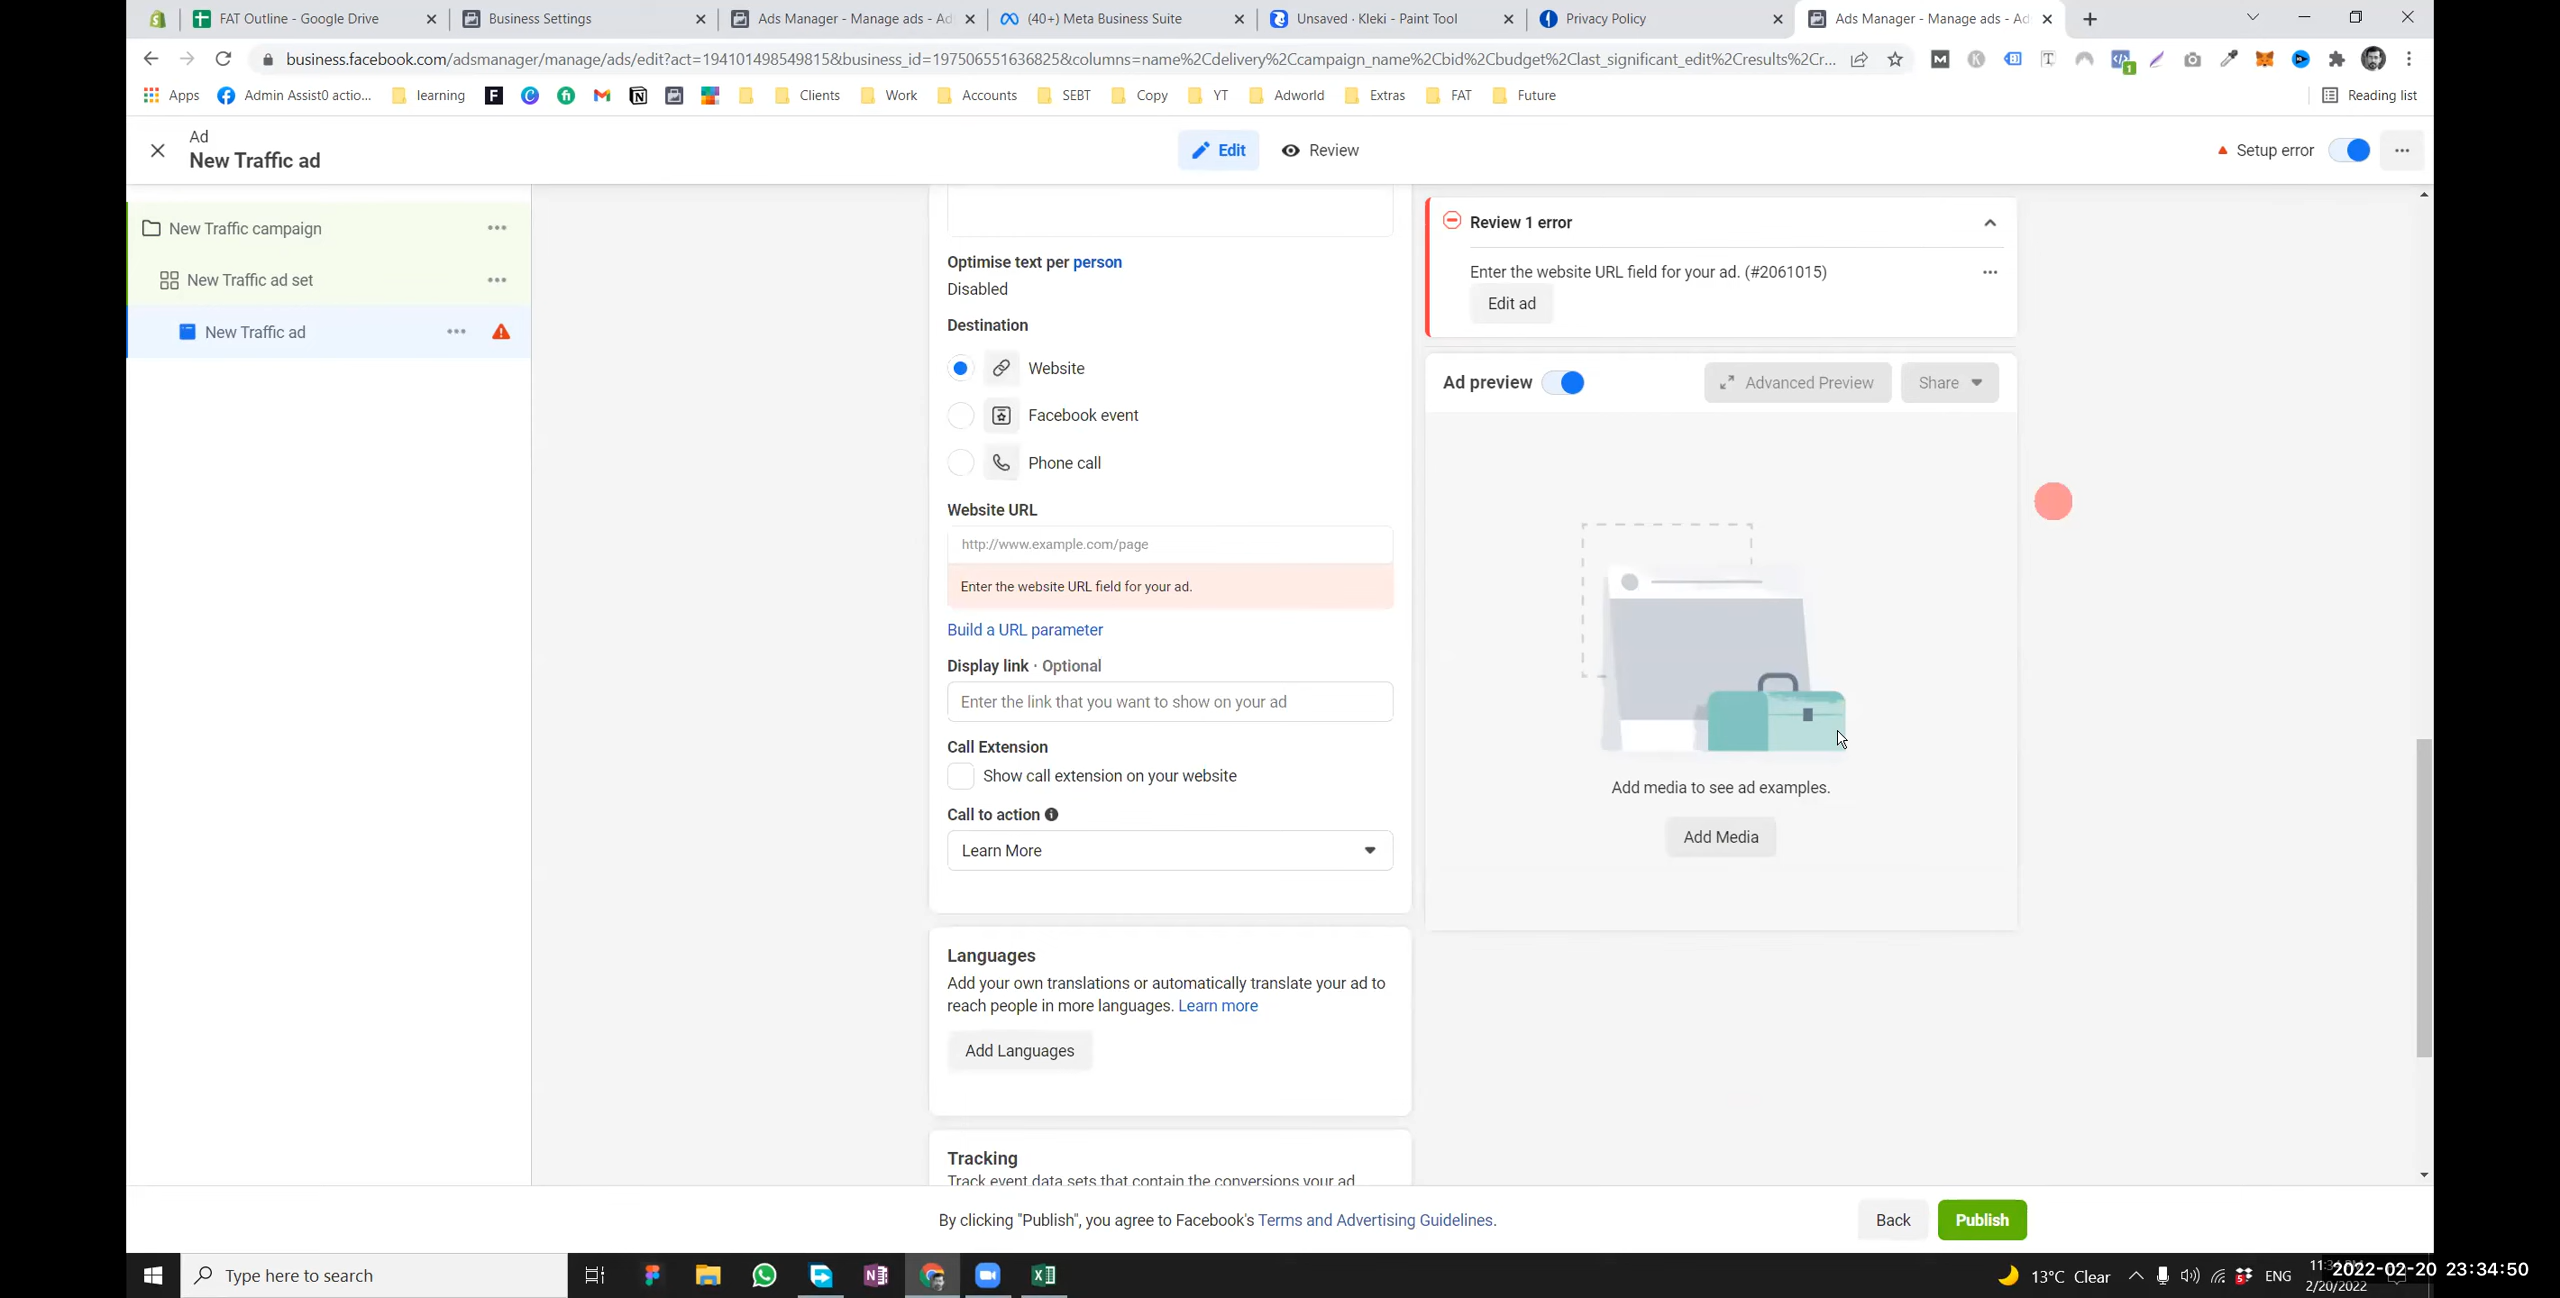 FAT Outline - Google Drive
Business Settings
Ads Manager - Manage ads - Ad
(40+) Meta Business Suite
Unsaved · Kleki - Paint Tool
Privacy Policy
Ads Manager - Manage ads - Ad
business.facebook.com/adsmanager/manage/ads/edit?act=194101498549815&business_id=197506551636825&columns=name%2Cdelivery%2Ccampaign_name%2Cbid%2Cbudget%2Clast_significant_edit%2Cresults%2Cr...
Apps
Admin Assist0 actio...
learning
Clients
Work
Accounts
SEBT
Copy
YT
Adworld
Extras
FAT
Future
Reading list
Ad
New Traffic ad
Edit
Review
Setup error
New Traffic campaign
New Traffic ad set
New Traffic ad
Optimise text per person
Disabled
Destination
Website
Facebook event
Phone call
Website URL
http://www.example.com/page
Enter the website URL field for your ad.
Build a URL parameter
Display link · Optional
Enter the link that you want to show on your ad
Call Extension
Show call extension on your website
Call to action
Learn More
Languages
Add your own translations or automatically translate your ad to
reach people in more languages. Learn more
Add Languages
Tracking
Track event data sets that contain the conversions your ad
Review 1 error
Enter the website URL field for your ad. (#2061015)
Edit ad
Ad preview
Advanced Preview
Share
Add media to see ad examples.
Add Media
By clicking "Publish", you agree to Facebook's Terms and Advertising Guidelines.
Back
Publish
Type here to search
13°C Clear
ENG
2/20/2022
2022-02-20 23:34:50